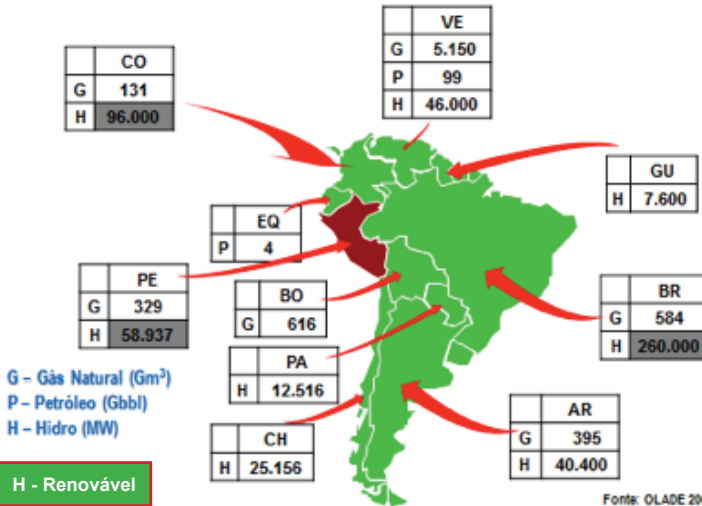 VE
G 5.150
P 99
H 46.000
CO
G 131
H 96.000
GU
H 7.600
EQ
P 4
PE
G 329
H 58.937
BO
G 616
BR
G 584
H 260.000
PA
H 12.516
G – Gàs Natural (Gm³)
P – Petróleo (Gbbl)
H – Hidro (MW)
CH
H 25.156
AR
G 395
H 40.400
H - Renovável
Fonte: OLADE